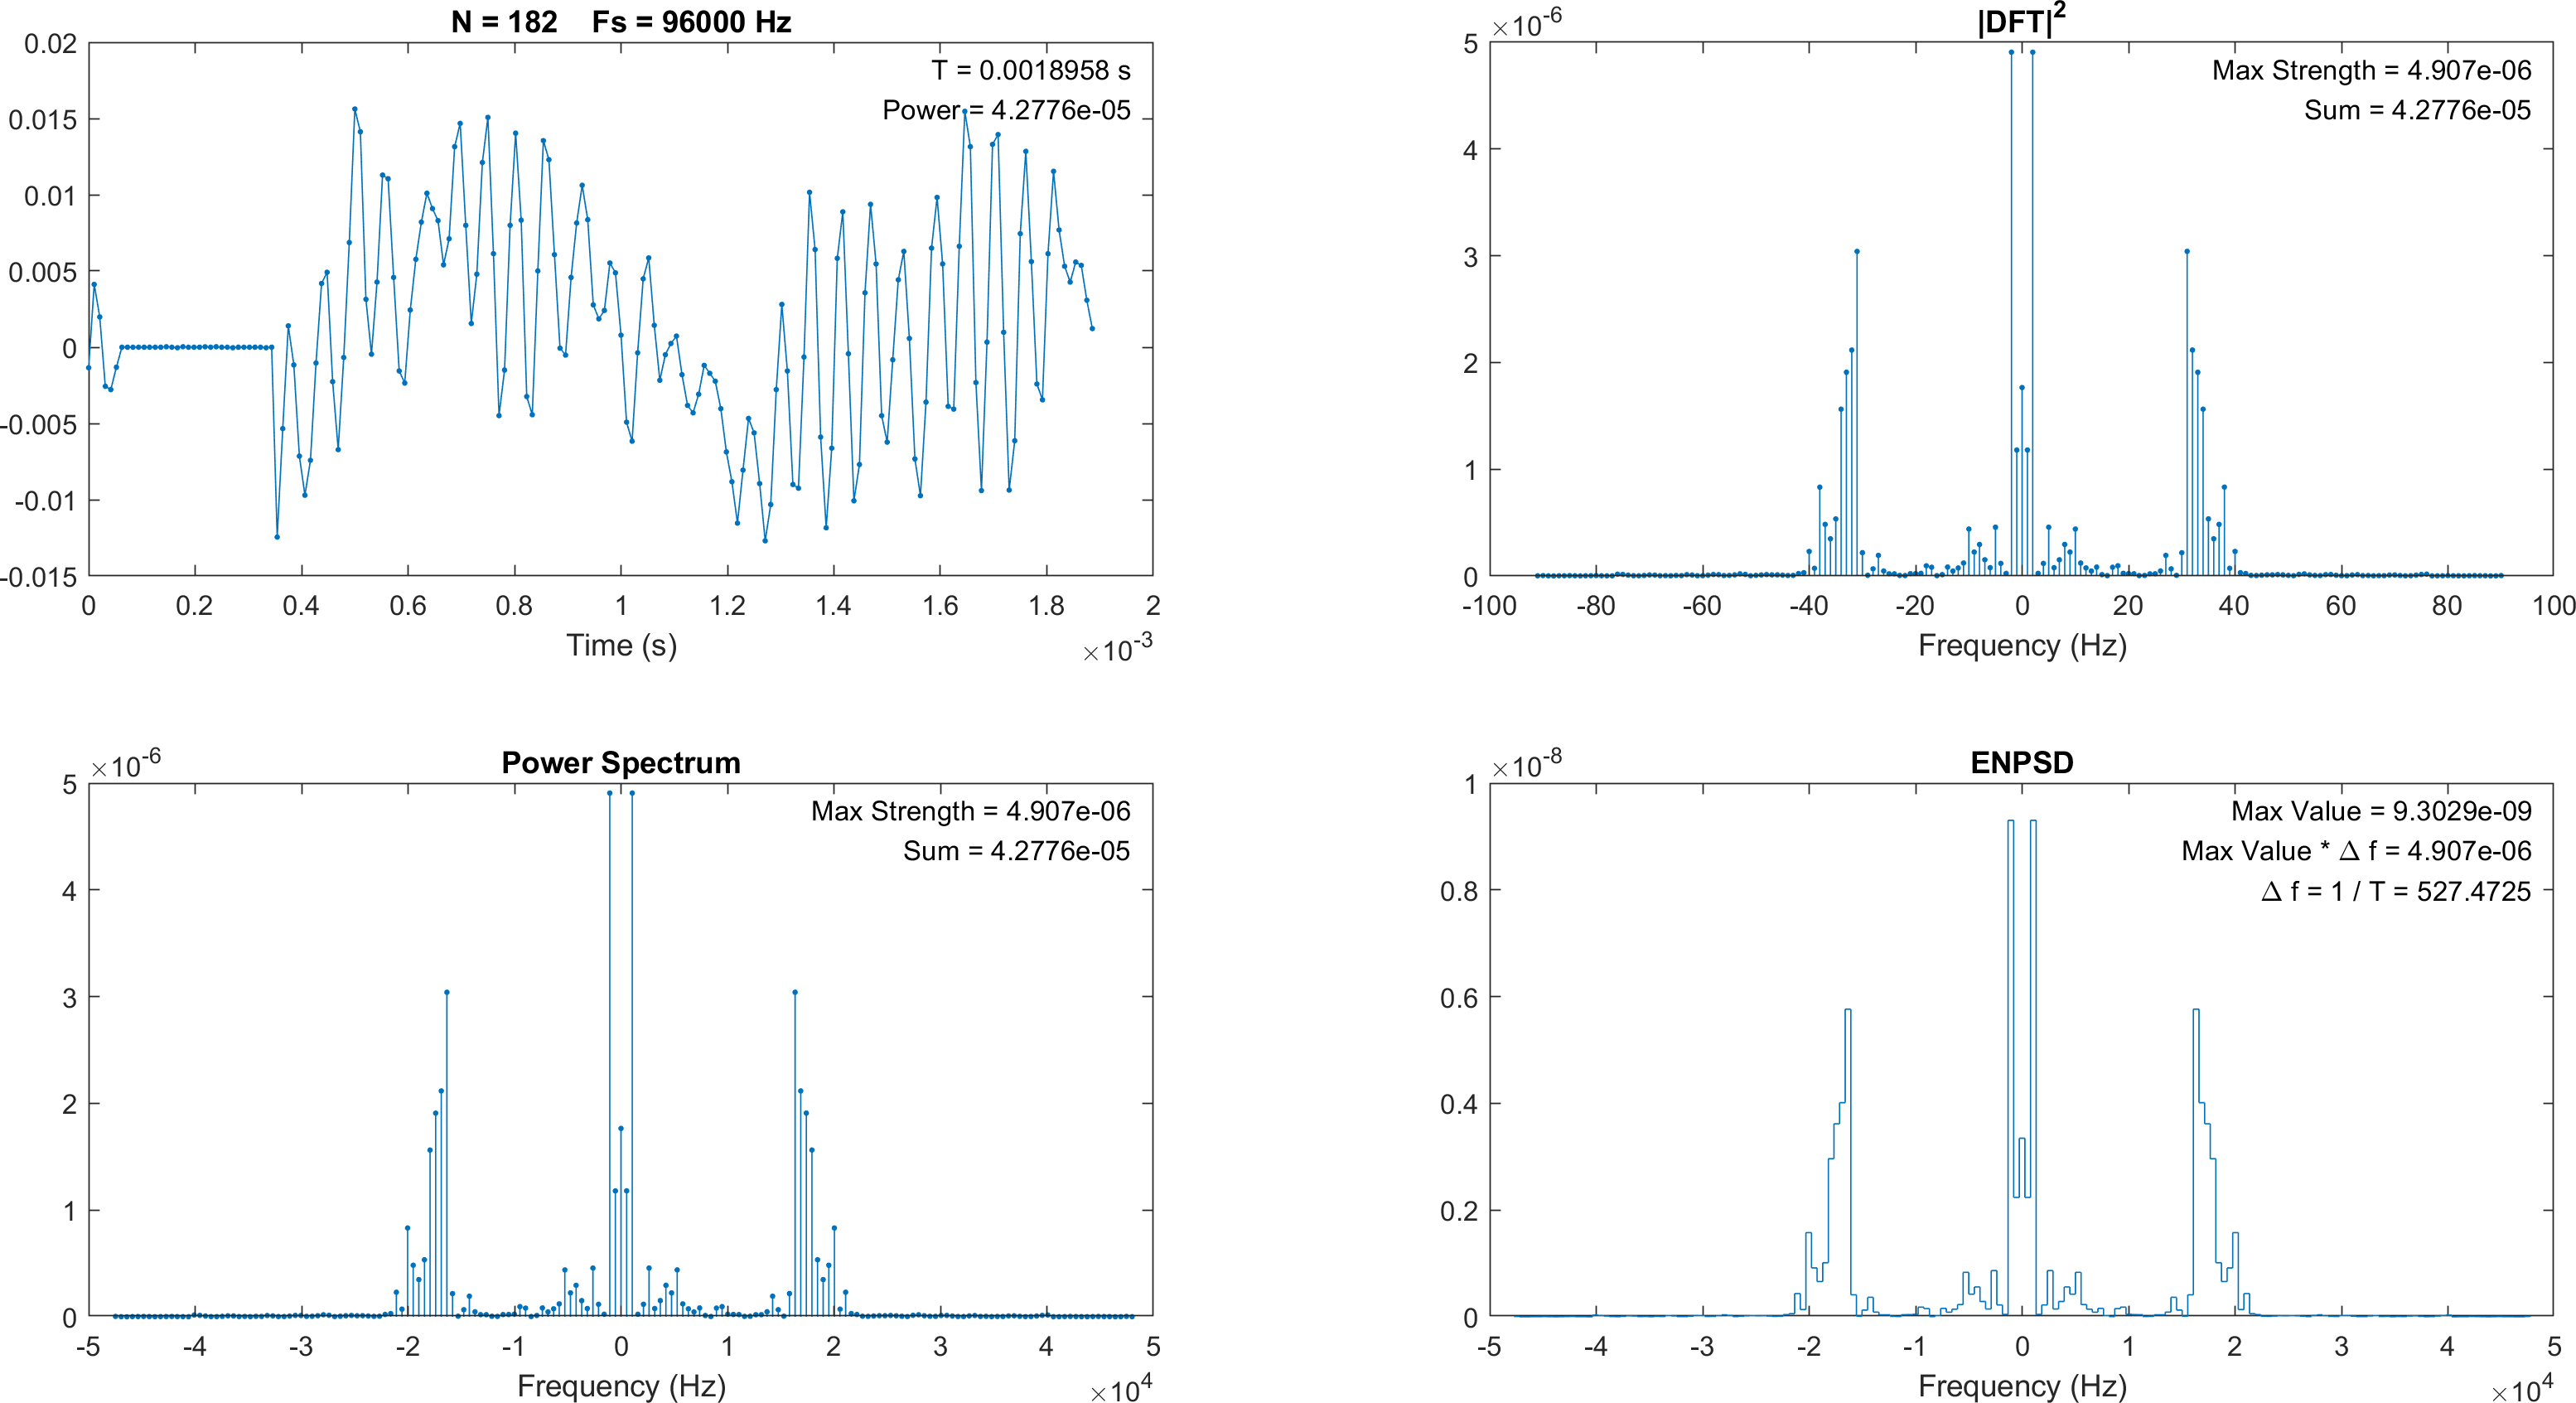 N = 182 Fs = 96000 Hz
T = 0.0018958 s
Power = 4.2776e-05
0.02
0.015
0.01
0.005
0
-0.005
-0.01
-0.015
0 0.2 0.4 0.6 0.8 1 1.2 1.4 1.6 1.8 2
Time (s)
×10^-3
|DFT|^2
×10^-6
Max Strength = 4.907e-06
Sum = 4.2776e-05
5
4
3
2
1
0
-100 -80 -60 -40 -20 0 20 40 60 80 100
Frequency (Hz)
Power Spectrum
×10^-6
Max Strength = 4.907e-06
Sum = 4.2776e-05
5
4
3
2
1
0
-5 -4 -3 -2 -1 0 1 2 3 4 5
Frequency (Hz)
×10^4
ENPSD
×10^-8
Max Value = 9.3029e-09
Max Value * Δ f = 4.907e-06
Δ f = 1 / T = 527.4725
1
0.8
0.6
0.4
0.2
0
-5 -4 -3 -2 -1 0 1 2 3 4 5
Frequency (Hz)
×10^4